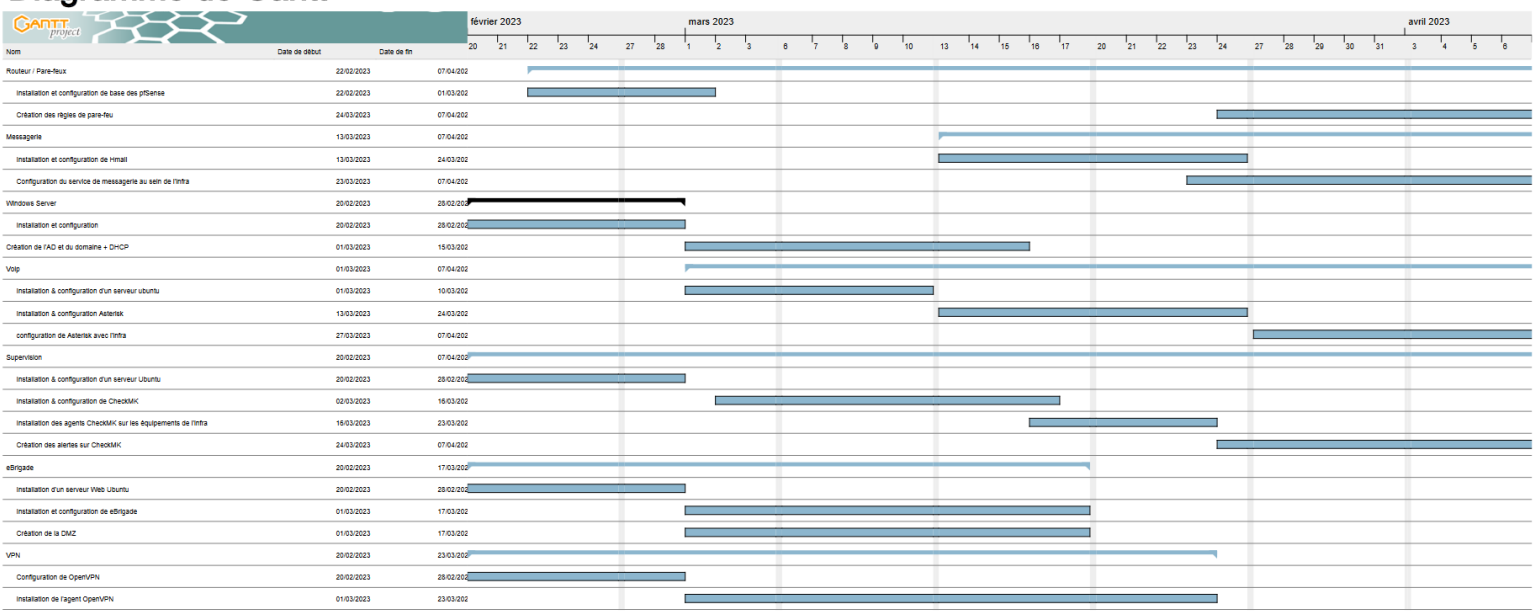 Diagramme de Gantt
GANTT project
février 2023 mars 2023 avril 2023
Nom Date de début Date de fin 20 21 22 23 24 27 28 1 2 3 6 7 8 9 10 13 14 15 16 17 20 21 22 23 24 27 28 29 30 31 3 4 5 6
Routeur / Pare-feux 22/02/2023 07/04/202
Installation et configuration de base des pfSense 22/02/2023 01/03/202
Création des règles de pare-feu 24/03/2023 07/04/202
Messagerie 13/03/2023 07/04/202
Installation et configuration de Hmail 13/03/2023 24/03/202
Configuration du service de messagerie au sein de l'infra 23/03/2023 07/04/202
Windows Server 20/02/2023 28/02/202
Installation et configuration 20/02/2023 28/02/202
Création de l'AD et du domaine + DHCP 01/03/2023 15/03/202
Voip 01/03/2023 07/04/202
Installation & configuration d'un serveur ubuntu 01/03/2023 10/03/202
Installation & configuration Asterisk 13/03/2023 24/03/202
configuration de Asterisk avec l'infra 27/03/2023 07/04/202
Supervision 20/02/2023 07/04/202
Installation & configuration d'un serveur Ubuntu 20/02/2023 28/02/202
Installation & configuration de CheckMK 02/03/2023 16/03/202
Installation des agents CheckMK sur les équipements de l'infra 16/03/2023 23/03/202
Création des alertes sur CheckMK 24/03/2023 07/04/202
eBrigade 20/02/2023 17/03/202
Installation d'un serveur Web Ubuntu 20/02/2023 28/02/202
Installation et configuration de eBrigade 01/03/2023 17/03/202
Création de la DMZ 01/03/2023 17/03/202
VPN 20/02/2023 23/03/202
Configuration de OpenVPN 20/02/2023 28/02/202
Installation de l'agent OpenVPN 01/03/2023 23/03/202